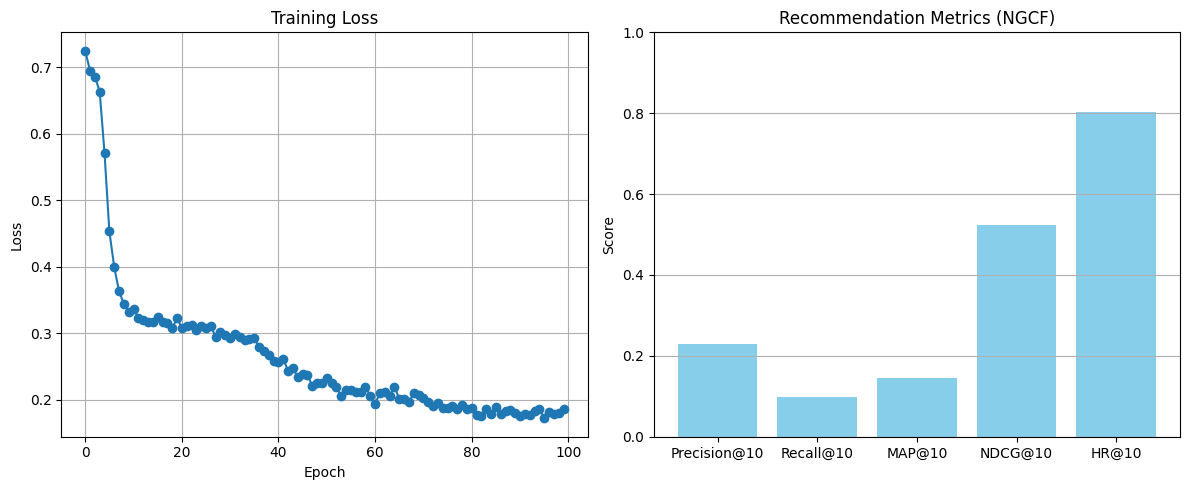 Training Loss
Loss
0.7
0.6
0.5
0.4
0.3
0.2
0 20 40 60 80 100
Epoch
Recommendation Metrics (NGCF)
Score
1.0
0.8
0.6
0.4
0.2
0.0
Precision@10 Recall@10 MAP@10 NDCG@10 HR@10